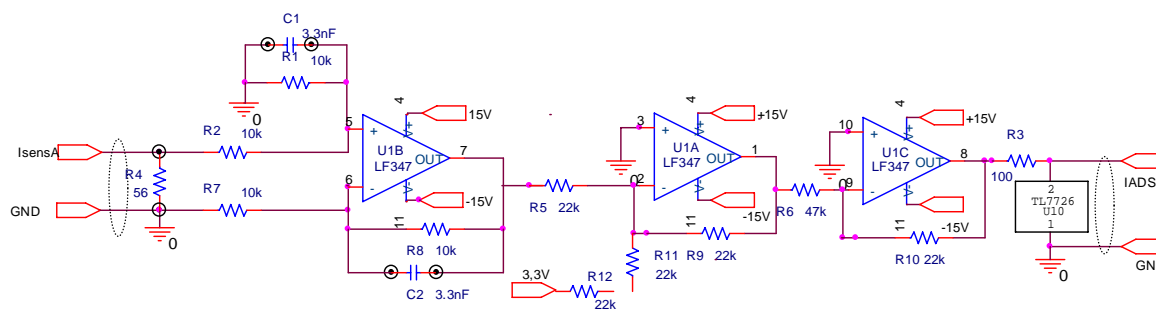 C1
3.3nF
R1
10k
0
5
+
4
V+
15V
U1B
LF347
OUT
7
R2
10k
IsensA
R4
56
R7
10k
GND
0
6
-
V-
-15V
11
R8
10k
C2
3.3nF
R5
22k
3
+
4
V+
+15V
0
U1A
LF347
OUT
1
2
-
V-
-15V
11
R9
22k
R11
22k
3,3V
R12
22k
R6
47k
10
+
4
V+
+15V
0
U1C
LF347
OUT
8
9
-
V-
-15V
11
R10
22k
R3
100
2
TL7726
U10
1
0
IADS
GN